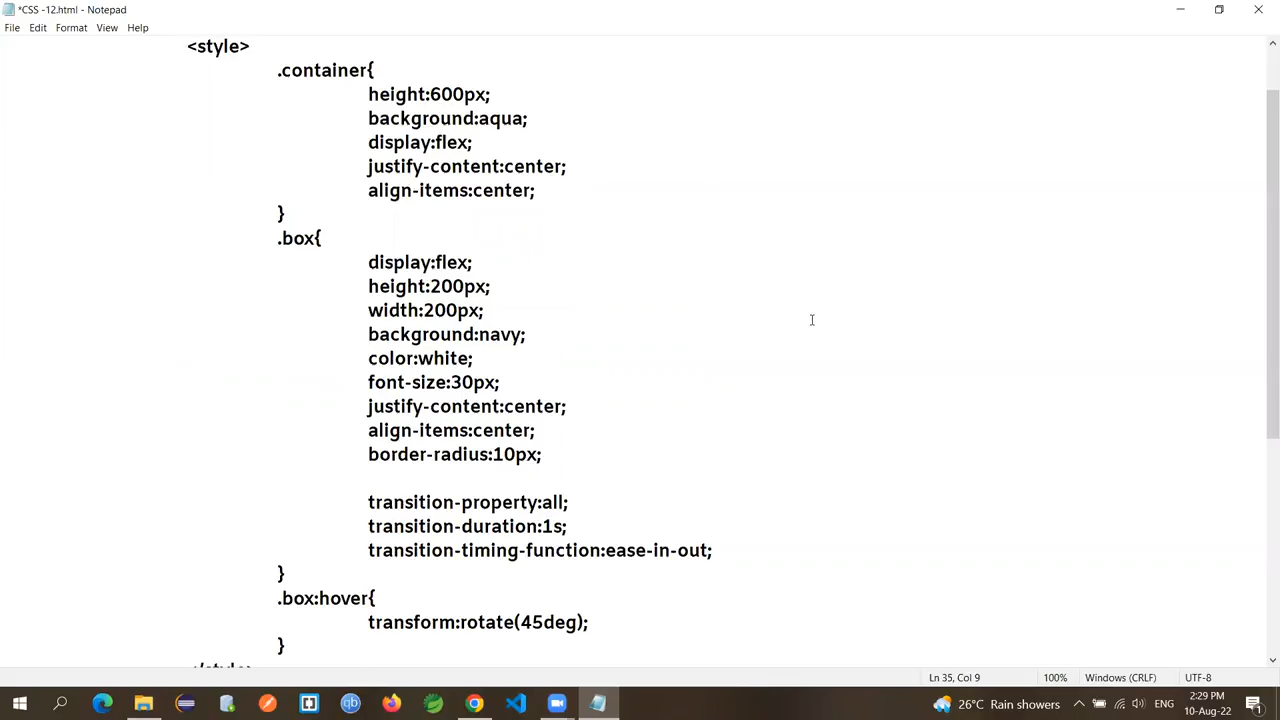 *CSS -12.html - Notepad
File Edit Format View Help
<style>
.container{
height:600px;
background:aqua;
display:flex;
justify-content:center;
align-items:center;
}
.box{
display:flex;
height:200px;
width:200px;
background:navy;
color:white;
font-size:30px;
justify-content:center;
align-items:center;
border-radius:10px;
transition-property:all;
transition-duration:1s;
transition-timing-function:ease-in-out;
}
.box:hover{
transform:rotate(45deg);
}
</style>
Ln 35, Col 9 100% Windows (CRLF) UTF-8
qb
26°C Rain showers
2:29 PM
10-Aug-22
1